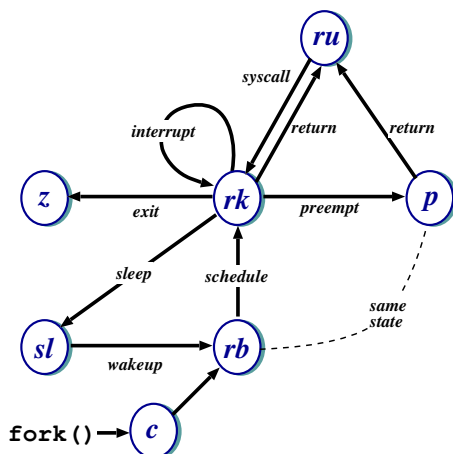 ru
syscall
interrupt
return
return
z
rk
p
exit
preempt
sleep
schedule
same
state
sl
rb
wakeup
c
fork()